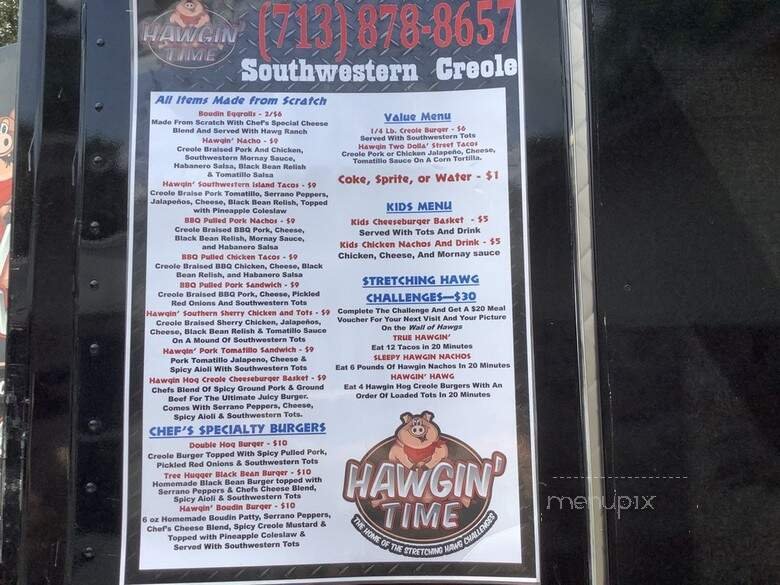 HAWGIN'
TIME
(713) 878-8657
Southwestern Creole
All Items Made from Scratch
Boudin Eggrolls - 2/$6
Made From Scratch With Chef's Special Cheese
Blend And Served With Hawg Ranch
Hawgin' Nacho - $9
Creole Braised Pork And Chicken,
Southwestern Mornay Sauce,
Habanero Salsa, Black Bean Relish
& Tomatillo Salsa
Hawgin' Southwestern Island Tacos - $9
Creole Braise Pork Tomatillo, Serrano Peppers,
Jalapeños, Cheese, Black Bean Relish, Topped
with Pineapple Coleslaw
BBQ Pulled Pork Nachos - $9
Creole Braised BBQ Pork, Cheese,
Black Bean Relish, Mornay Sauce,
and Habanero Salsa
BBQ Pulled Chicken Tacos - $9
Creole Braised BBQ Chicken, Cheese, Black
Bean Relish, and Habanero Salsa
BBQ Pulled Pork Sandwich - $9
Creole Braised BBQ Pork, Cheese, Pickled
Red Onions And Southwestern Tots
Hawgin' Southern Sherry Chicken and Tots - $9
Creole Braised Sherry Chicken, Jalapeños,
Cheese, Black Bean Relish & Tomatillo Sauce
On A Mound Of Southwestern Tots
Hawgin' Pork Tomatillo Sandwich - $9
Pork Tomatillo Jalapeno, Cheese &
Spicy Aioli With Southwestern Tots
Hawgin Hog Creole Cheeseburger Basket - $9
Chefs Blend Of Spicy Ground Pork & Ground
Beef For The Ultimate Juicy Burger.
Comes With Serrano Peppers, Cheese,
Spicy Aioli & Southwestern Tots.
CHEF'S SPECIALTY BURGERS
Double Hog Burger - $10
Creole Burger Topped With Spicy Pulled Pork,
Pickled Red Onions & Southwestern Tots
Tree Hugger Black Bean Burger - $10
Homemade Black Bean Burger topped with
Serrano Peppers & Chefs Cheese Blend,
Spicy Aioli & Southwestern Tots
Hawgin' Boudin Burger - $10
6 oz Homemade Boudin Patty, Serrano Peppers,
Chef's Cheese Blend, Spicy Creole Mustard &
Topped with Pineapple Coleslaw &
Served With Southwestern Tots
Value Menu
1/4 Lb. Creole Burger - $6
Served With Southwestern Tots
Hawgin Two Dolla' Street Tacos
Creole Pork or Chicken Jalapeño, Cheese,
Tomatillo Sauce On A Corn Tortilla.
Coke, Sprite, or Water - $1
KIDS MENU
Kids Cheeseburger Basket - $5
Served With Tots And Drink
Kids Chicken Nachos And Drink - $5
Chicken, Cheese, And Mornay sauce
STRETCHING HAWG
CHALLENGES—$30
Complete The Challenge And Get A $20 Meal
Voucher For Your Next Visit And Your Picture
On the Wall of Hawgs
TRUE HAWGIN'
Eat 12 Tacos in 20 Minutes
SLEEPY HAWGIN NACHOS
Eat 6 Pounds Of Hawgin Nachos In 20 Minutes
HAWGIN' HAWG
Eat 4 Hawgin Hog Creole Burgers With An
Order Of Loaded Tots In 20 Minutes
HAWGIN'
TIME
THE HOME OF THE STRETCHING HAWG CHALLENGES
menupix